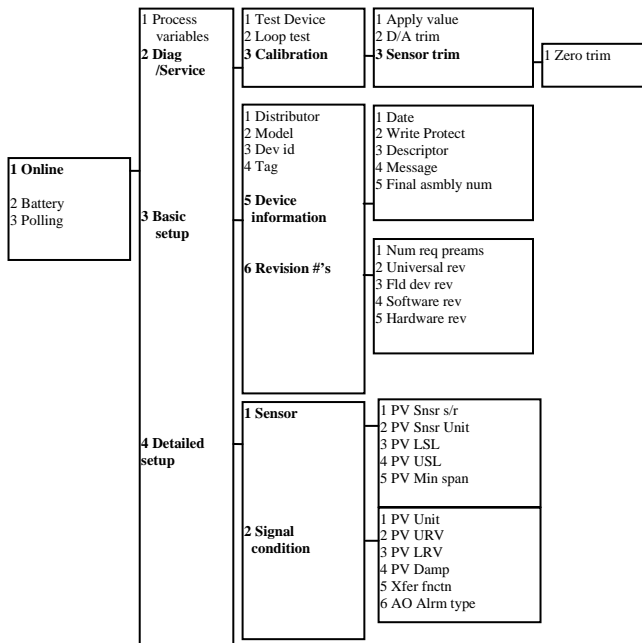 1 Online
2 Battery
3 Polling
1 Process
variables
2 Diag
/Service
3 Basic
setup
4 Detailed
setup
1 Test Device
2 Loop test
3 Calibration
1 Apply value
2 D/A trim
3 Sensor trim
1 Zero trim
1 Distributor
2 Model
3 Dev id
4 Tag
5 Device
information
6 Revision #’s
1 Date
2 Write Protect
3 Descriptor
4 Message
5 Final asmbly num
1 Num req preams
2 Universal rev
3 Fld dev rev
4 Software rev
5 Hardware rev
1 Sensor
2 Signal
condition
1 PV Snsr s/r
2 PV Snsr Unit
3 PV LSL
4 PV USL
5 PV Min span
1 PV Unit
2 PV URV
3 PV LRV
4 PV Damp
5 Xfer fnctn
6 AO Alrm type